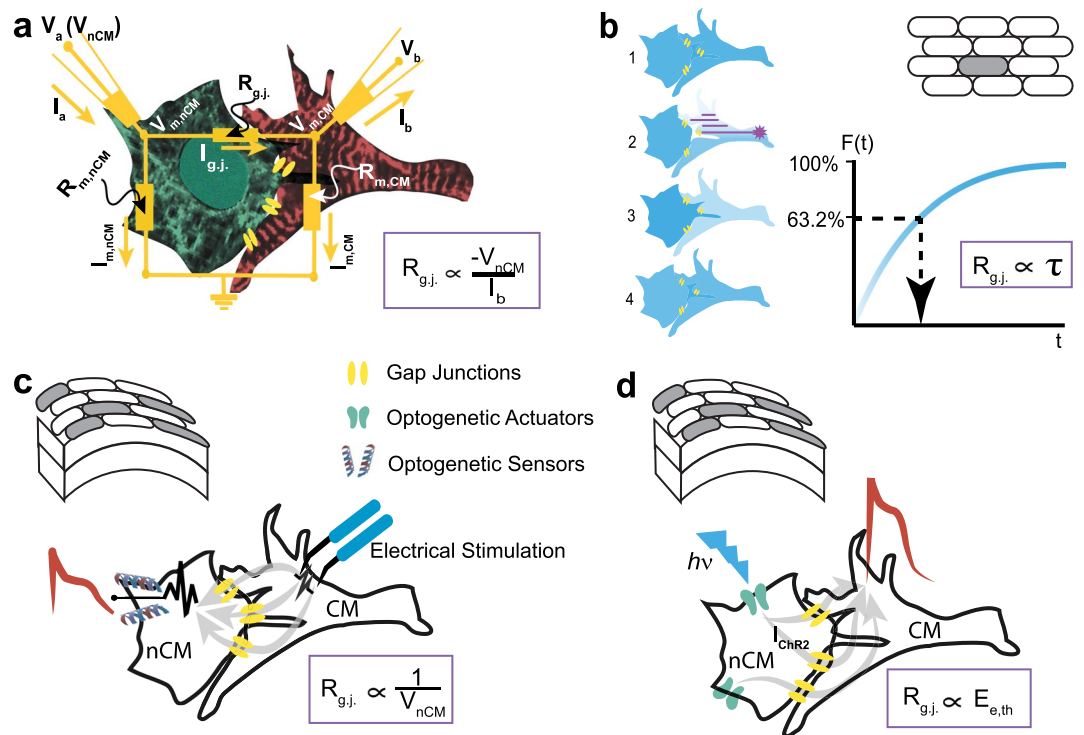 a
V_a (V_nCM)
V_b
R_g.j.
I_a
V_m,nCM
V_m,CM
I_b
I_g.j.
R_m,nCM
R_m,CM
I_m,nCM
I_m,CM
R_g.j. ∝ -V_nCM / I_b
b
1
2
3
4
F(t)
100%
63.2%
R_g.j. ∝ τ
t
c
Gap Junctions
Optogenetic Actuators
Optogenetic Sensors
Electrical Stimulation
CM
nCM
R_g.j. ∝ 1 / V_nCM
d
hν
I_ChR2
CM
nCM
R_g.j. ∝ E_e,th